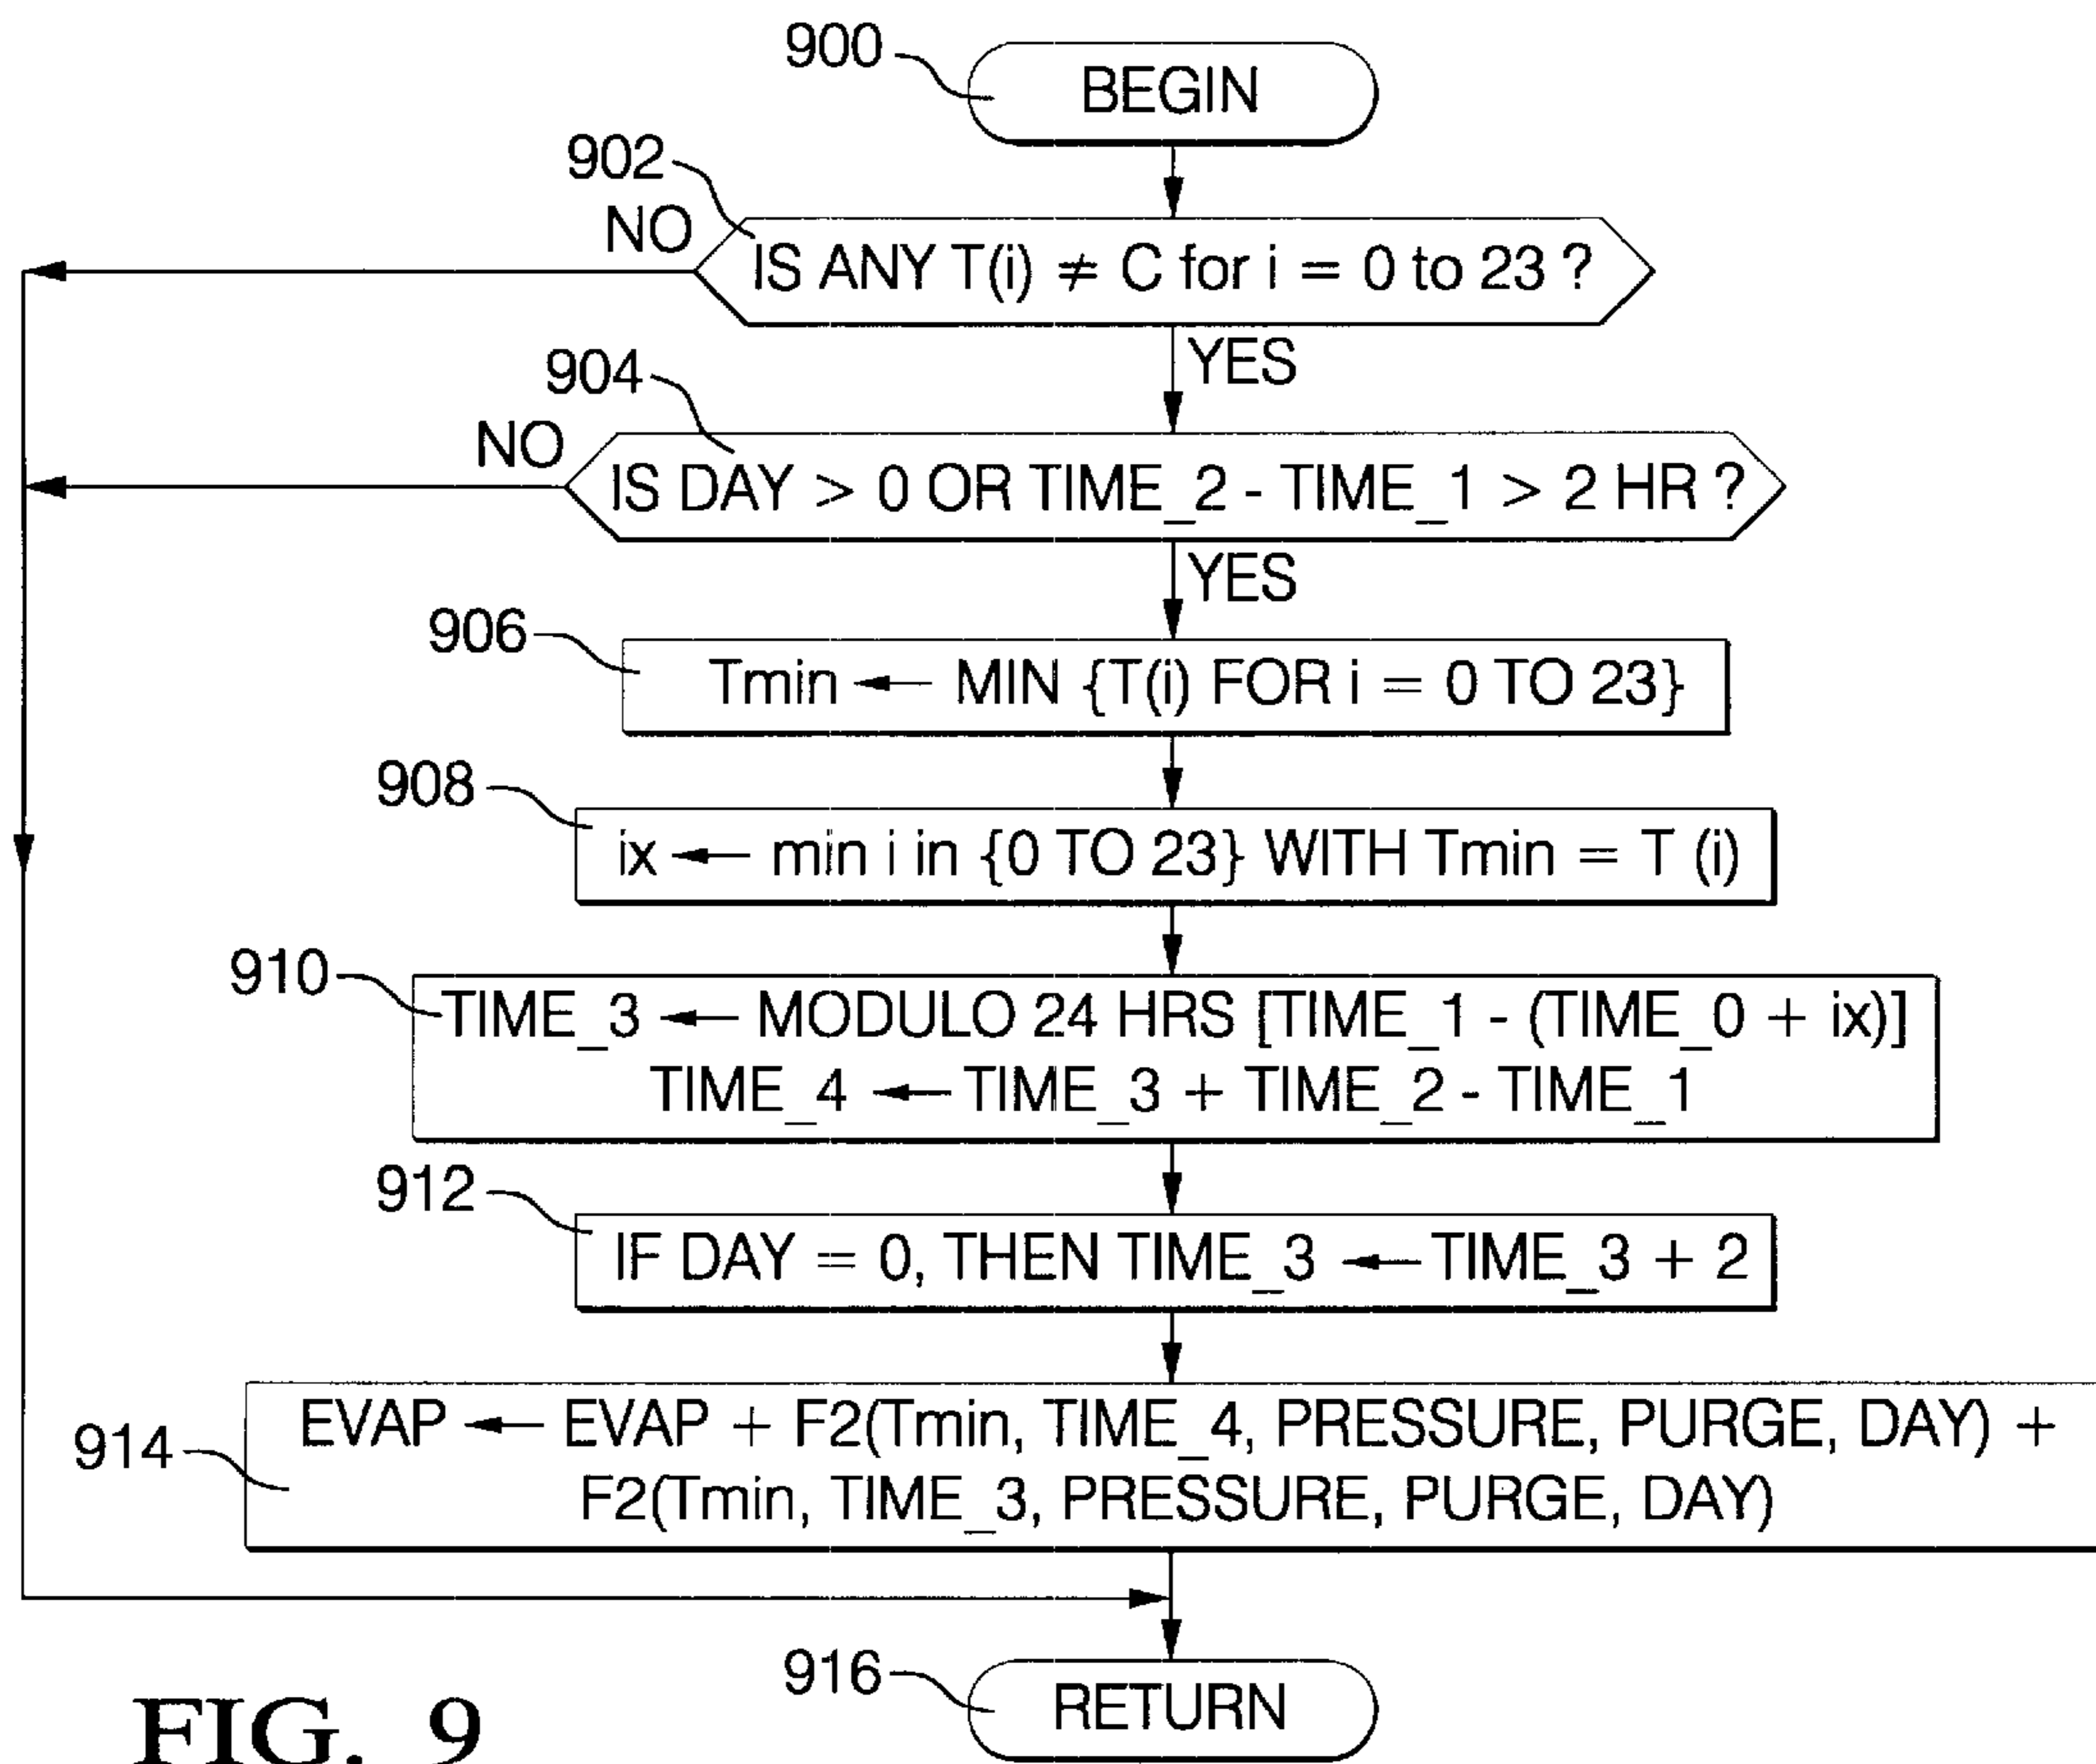 900
BEGIN
902
NO
IS ANY T(i) ≠ C for i = 0 to 23 ?
YES
904
NO
IS DAY > 0 OR TIME_2 - TIME_1 > 2 HR ?
YES
906
Tmin ← MIN {T(i) FOR i = 0 TO 23}
908
ix ← min i in {0 TO 23} WITH Tmin = T (i)
910
TIME_3 ← MODULO 24 HRS [TIME_1 - (TIME_0 + ix)]
TIME_4 ← TIME_3 + TIME_2 - TIME_1
912
IF DAY = 0, THEN TIME_3 ← TIME_3 + 2
914
EVAP ← EVAP + F2(Tmin, TIME_4, PRESSURE, PURGE, DAY) +
F2(Tmin, TIME_3, PRESSURE, PURGE, DAY)
916
RETURN
FIG. 9